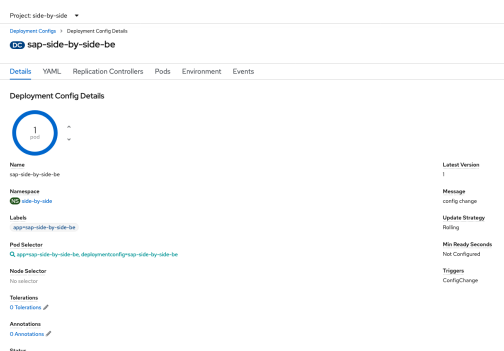 Project: side-by-side
Deployment Configs > Deployment Config Details
DC sap-side-by-side-be
Details YAML Replication Controllers Pods Environment Events
Deployment Config Details
1
pod
Name
sap-side-by-side-be
Latest Version
1
Namespace
NS side-by-side
Message
config change
Labels
app=sap-side-by-side-be
Update Strategy
Rolling
Pod Selector
app=sap-side-by-side-be, deploymentconfig=sap-side-by-side-be
Min Ready Seconds
Not Configured
Node Selector
No selector
Triggers
ConfigChange
Tolerations
0 Tolerations
Annotations
0 Annotations
Status